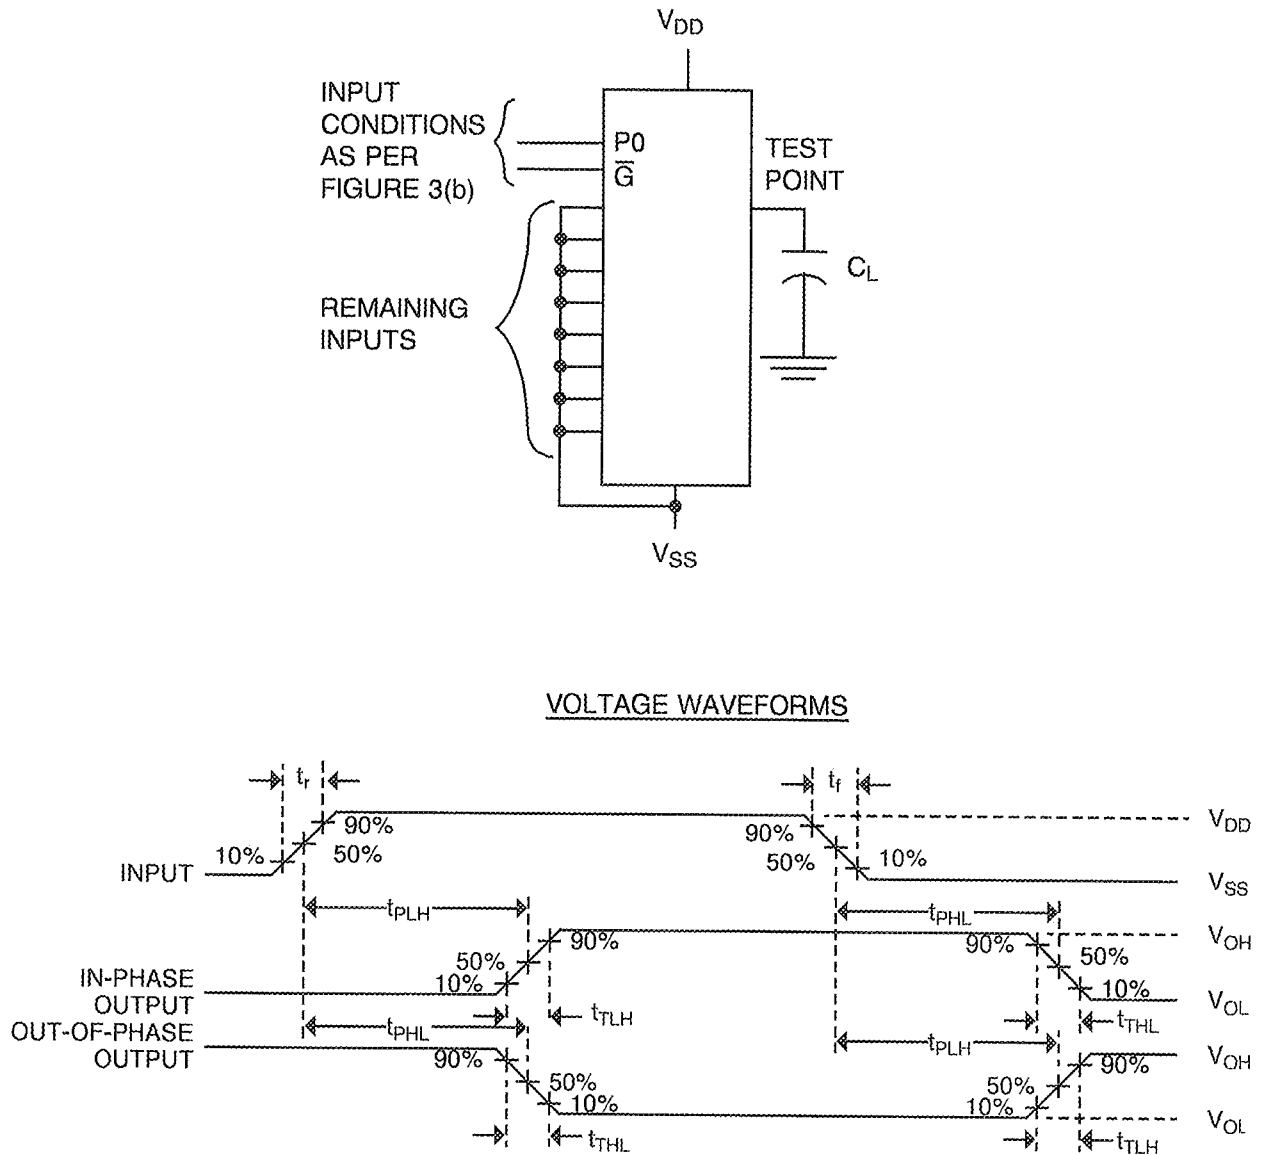 VDD
INPUT
CONDITIONS
AS PER
FIGURE 3(b)
P0
G̅
TEST
POINT
CL
REMAINING
INPUTS
VSS
VOLTAGE WAVEFORMS
tr
tf
90%
90%
VDD
10%
50%
50%
10%
INPUT
VSS
tPLH
tPHL
90%
90%
VOH
50%
50%
IN-PHASE
OUTPUT
10%
10%
VOL
tTLH
tTHL
OUT-OF-PHASE
OUTPUT
tPHL
tPLH
90%
90%
VOH
50%
50%
10%
10%
VOL
tTHL
tTLH